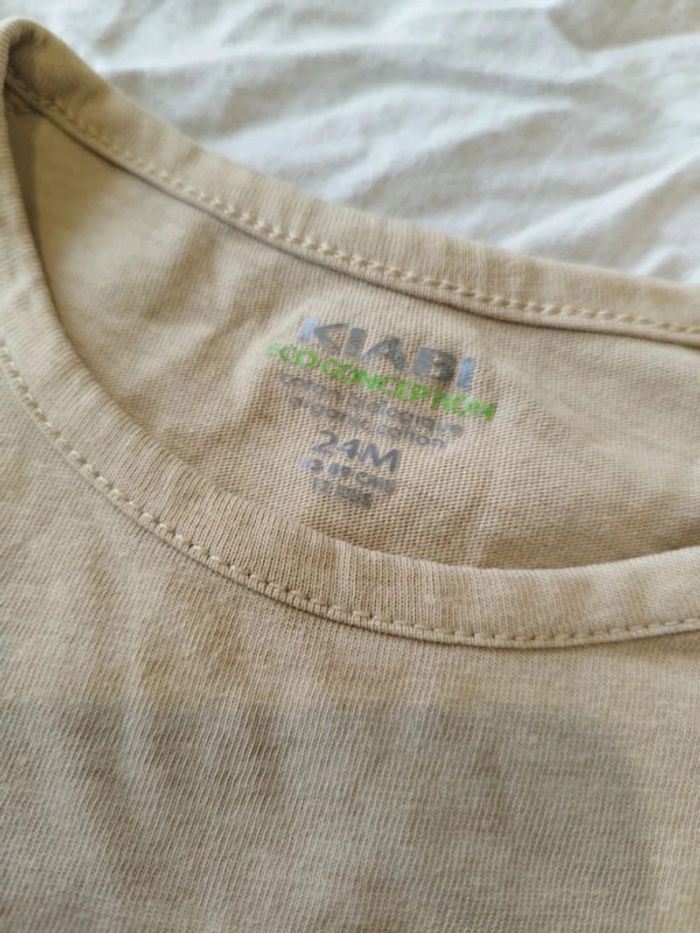 KIABI
ECO CONCEPTION
coton biologique
organic cotton
24M